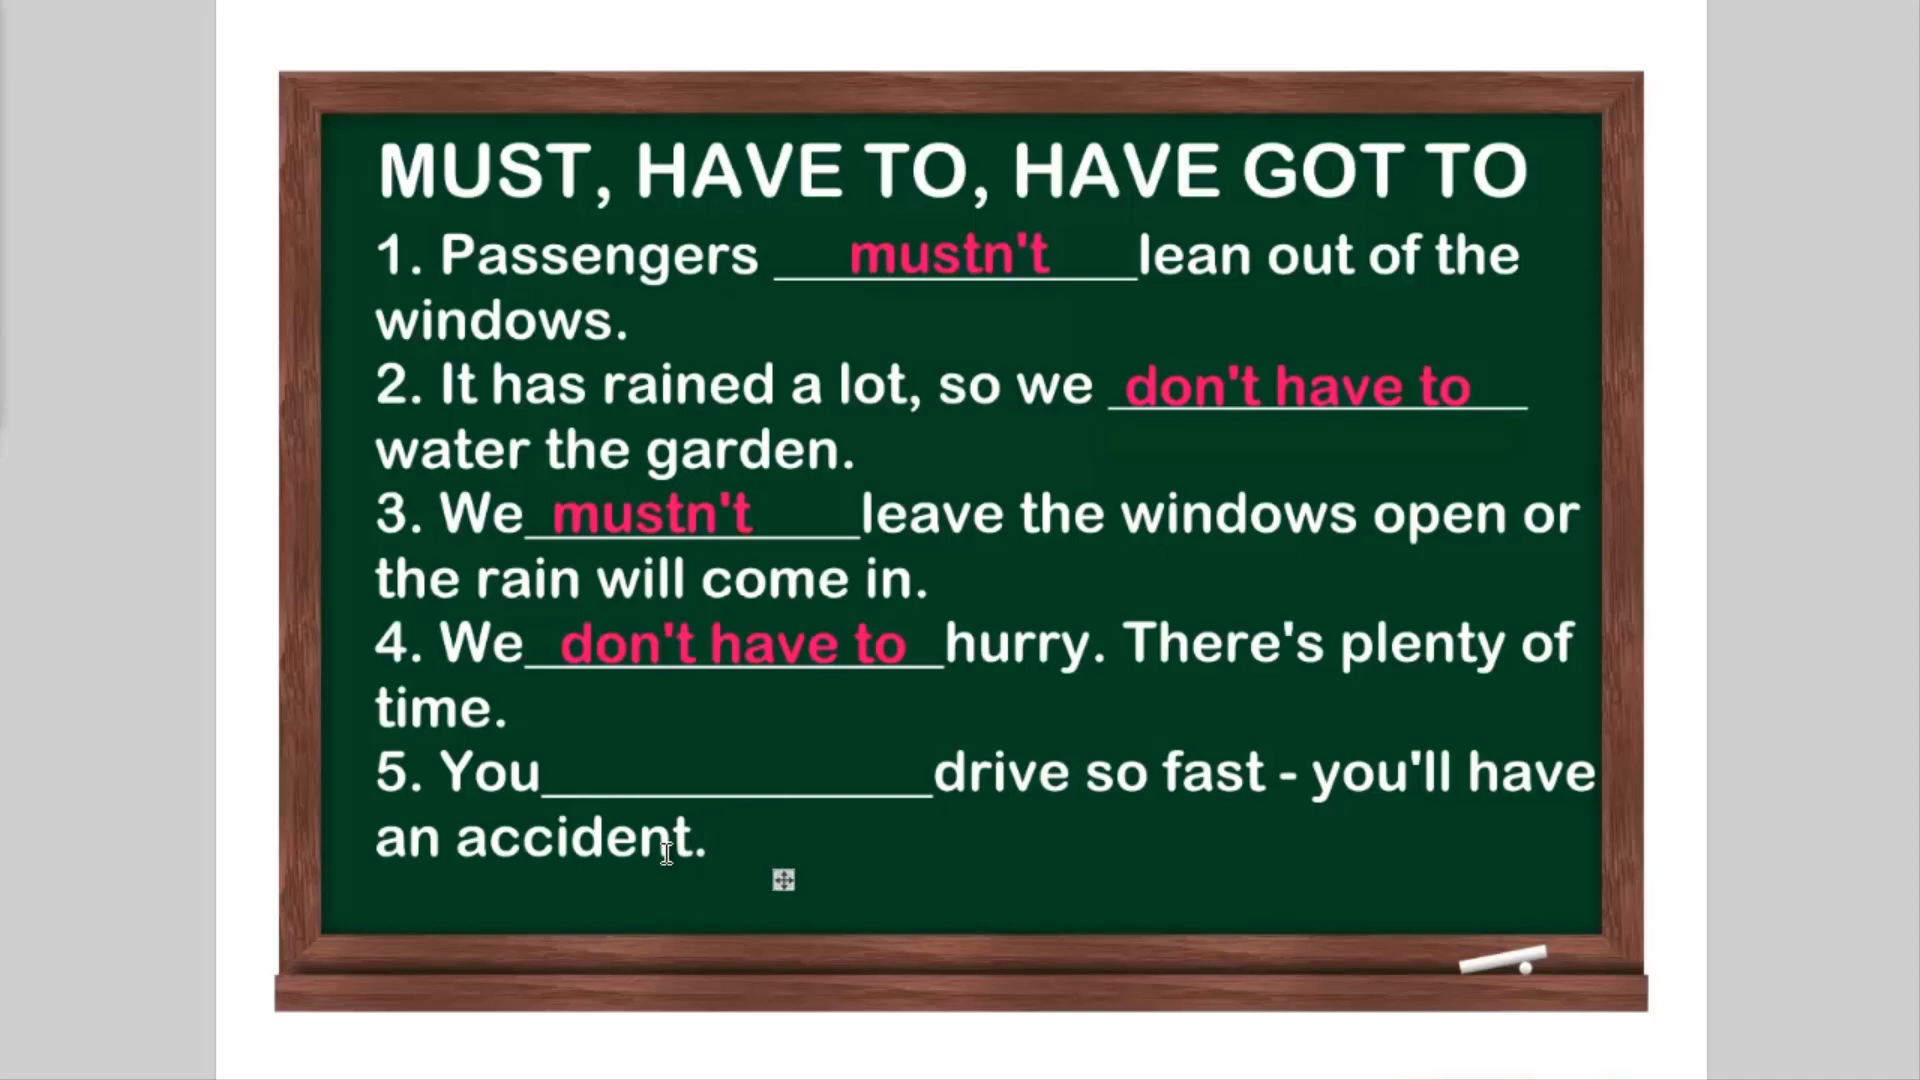 MUST, HAVE TO, HAVE GOT TO
1. Passengers mustn't lean out of the
windows.
2. It has rained a lot, so we don't have to
water the garden.
3. We mustn't leave the windows open or
the rain will come in.
4. We don't have to hurry. There's plenty of
time.
5. You______________drive so fast - you'll have
an accident.